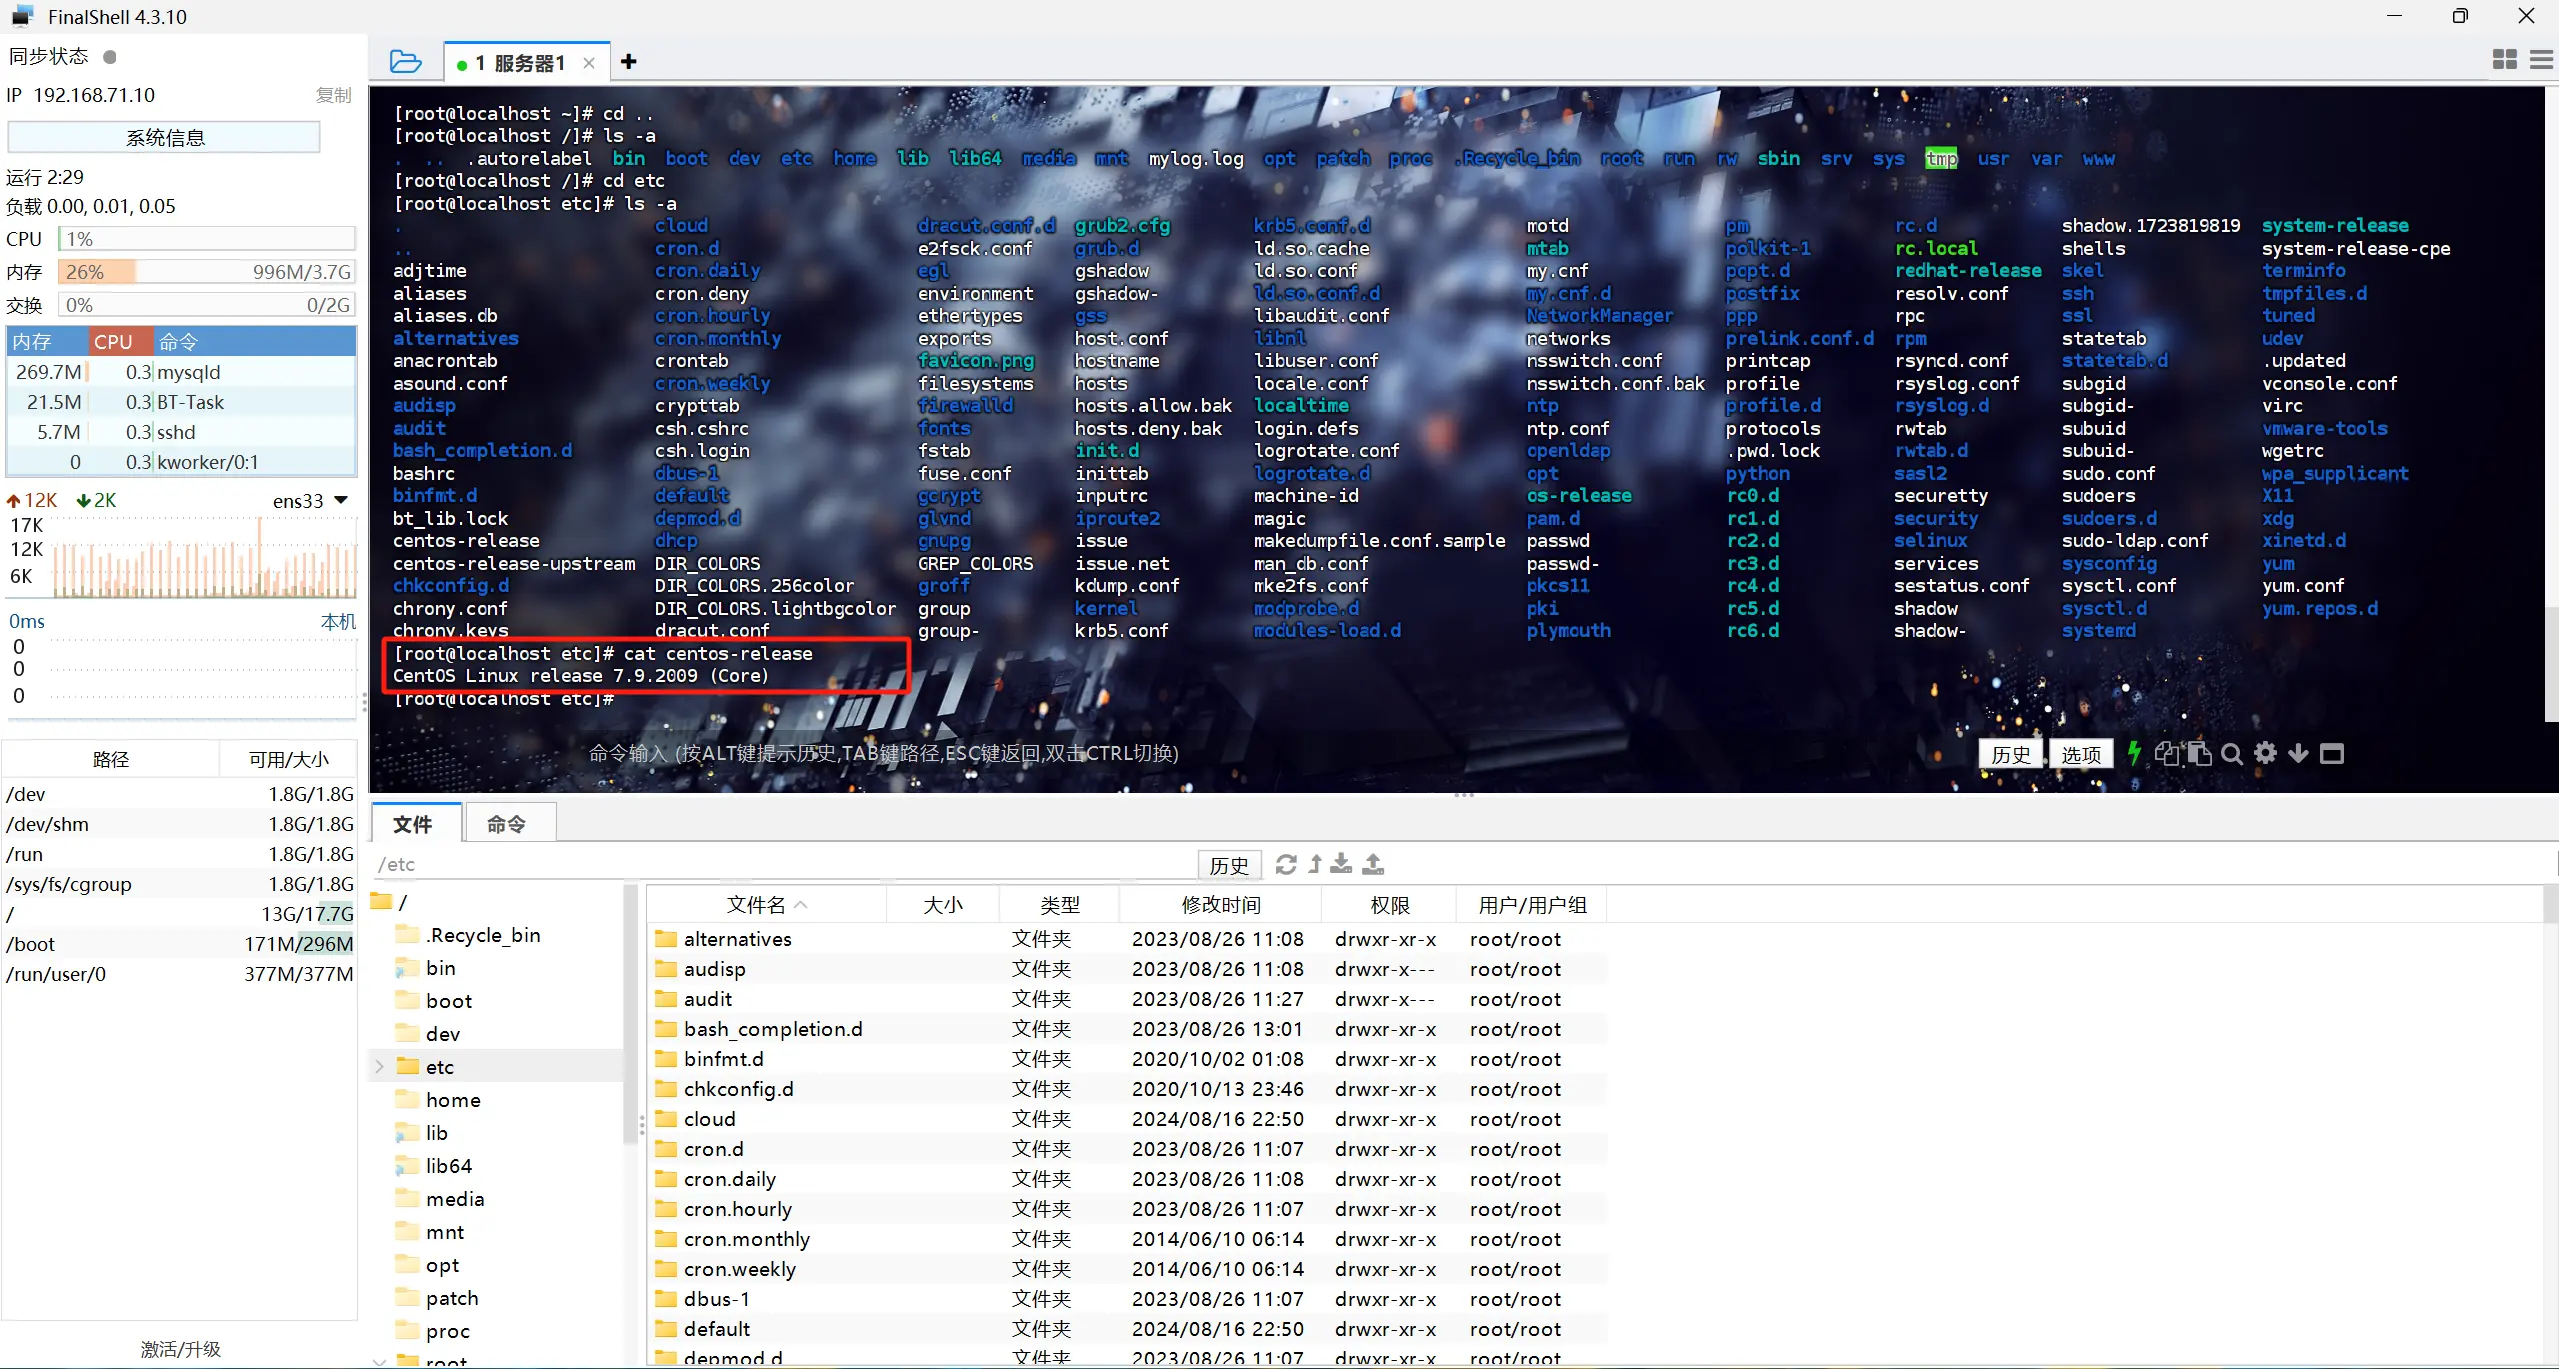 FinalShell 4.3.10
同步状态
IP 192.168.71.10 复制
系统信息
运行 2:29
负载 0.00, 0.01, 0.05
CPU 1%
内存 26% 996M/3.7G
交换 0% 0/2G
内存 CPU 命令
269.7M 0.3 mysqld
21.5M 0.3 BT-Task
5.7M 0.3 sshd
0 0.3 kworker/0:1
12K 2K ens33
17K
12K
6K
0ms 本机
0
0
0
路径 可用/大小
/dev 1.8G/1.8G
/dev/shm 1.8G/1.8G
/run 1.8G/1.8G
/sys/fs/cgroup 1.8G/1.8G
/ 13G/17.7G
/boot 171M/296M
/run/user/0 377M/377M
激活/升级
1 服务器1
[root@localhost ~]# cd ..
[root@localhost /]# ls -a
. .. .autorelabel bin boot dev etc home lib lib64 media mnt mylog.log opt patch proc .Recycle_bin root run rw sbin srv sys tmp usr var www
[root@localhost /]# cd etc
[root@localhost etc]# ls -a
. cloud dracut.conf.d grub2.cfg krb5.conf.d motd pm rc.d shadow.1723819819 system-release
.. cron.d e2fsck.conf grub.d ld.so.cache mtab polkit-1 rc.local shells system-release-cpe
adjtime cron.daily egl gshadow ld.so.conf my.cnf popt.d redhat-release skel terminfo
aliases cron.deny environment gshadow- ld.so.conf.d my.cnf.d postfix resolv.conf ssh tmpfiles.d
aliases.db cron.hourly ethertypes gss libaudit.conf NetworkManager ppp rpc ssl tuned
alternatives cron.monthly exports host.conf libnl networks prelink.conf.d rpm statetab udev
anacrontab crontab favicon.png hostname libuser.conf nsswitch.conf printcap rsyncd.conf statetab.d .updated
asound.conf cron.weekly filesystems hosts locale.conf nsswitch.conf.bak profile rsyslog.conf subgid vconsole.conf
audisp crypttab firewalld hosts.allow.bak localtime ntp profile.d rsyslog.d subgid- virc
audit csh.cshrc fonts hosts.deny.bak login.defs ntp.conf protocols rwtab subuid vmware-tools
bash_completion.d csh.login fstab init.d logrotate.conf openldap .pwd.lock rwtab.d subuid- wgetrc
bashrc dbus-1 fuse.conf inittab logrotate.d opt python sasl2 sudo.conf wpa_supplicant
binfmt.d default gcrypt inputrc machine-id os-release rc0.d securetty sudoers X11
bt_lib.lock depmod.d glvnd iproute2 magic pam.d rc1.d security sudoers.d xdg
centos-release dhcp gnupg issue makedumpfile.conf.sample passwd rc2.d selinux sudo-ldap.conf xinetd.d
centos-release-upstream DIR_COLORS GREP_COLORS issue.net man_db.conf passwd- rc3.d services sysconfig yum
chkconfig.d DIR_COLORS.256color groff kdump.conf mke2fs.conf pkcs11 rc4.d sestatus.conf sysctl.conf yum.conf
chrony.conf DIR_COLORS.lightbgcolor group kernel modprobe.d pki rc5.d shadow sysctl.d yum.repos.d
chrony.keys dracut.conf group- krb5.conf modules-load.d plymouth rc6.d shadow- systemd
[root@localhost etc]# cat centos-release
CentOS Linux release 7.9.2009 (Core)
[root@localhost etc]#
命令输入 (按ALT键提示历史,TAB键路径,ESC键返回,双击CTRL切换) 历史 选项
文件 命令
/etc 历史
/
.Recycle_bin
bin
boot
dev
etc
home
lib
lib64
media
mnt
opt
patch
proc
root
文件名 大小 类型 修改时间 权限 用户/用户组
alternatives 文件夹 2023/08/26 11:08 drwxr-xr-x root/root
audisp 文件夹 2023/08/26 11:08 drwxr-x--- root/root
audit 文件夹 2023/08/26 11:27 drwxr-x--- root/root
bash_completion.d 文件夹 2023/08/26 13:01 drwxr-xr-x root/root
binfmt.d 文件夹 2020/10/02 01:08 drwxr-xr-x root/root
chkconfig.d 文件夹 2020/10/13 23:46 drwxr-xr-x root/root
cloud 文件夹 2024/08/16 22:50 drwxr-xr-x root/root
cron.d 文件夹 2023/08/26 11:07 drwxr-xr-x root/root
cron.daily 文件夹 2023/08/26 11:08 drwxr-xr-x root/root
cron.hourly 文件夹 2023/08/26 11:07 drwxr-xr-x root/root
cron.monthly 文件夹 2014/06/10 06:14 drwxr-xr-x root/root
cron.weekly 文件夹 2014/06/10 06:14 drwxr-xr-x root/root
dbus-1 文件夹 2023/08/26 11:07 drwxr-xr-x root/root
default 文件夹 2024/08/16 22:50 drwxr-xr-x root/root
depmod.d 文件夹 2023/08/26 11:07 drwxr-xr-x root/root